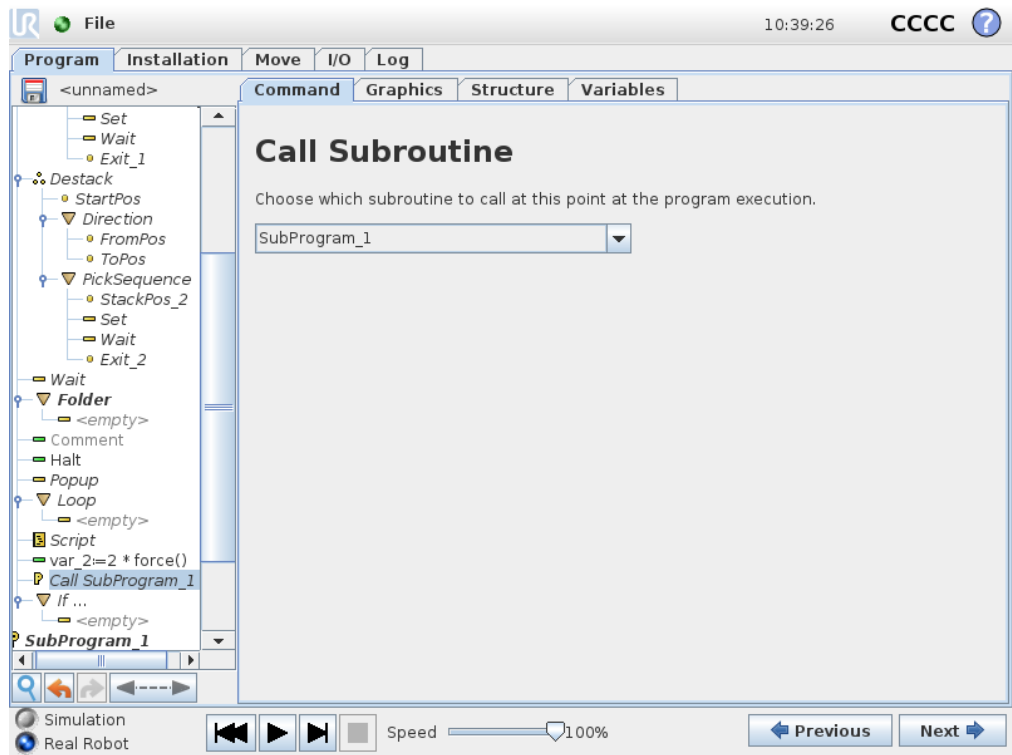 UR File 10:39:26 CCCC ?
Program Installation Move I/O Log
<unnamed> Command Graphics Structure Variables
Set
Wait
Exit_1
Destack
StartPos
Direction
FromPos
ToPos
PickSequence
StackPos_2
Set
Wait
Exit_2
Wait
Folder
<empty>
Comment
Halt
Popup
Loop
<empty>
Script
var_2:=2 * force()
Call SubProgram_1
If ...
<empty>
SubProgram_1
Call Subroutine
Choose which subroutine to call at this point at the program execution.
SubProgram_1
Simulation
Real Robot
Speed 100%
Previous Next